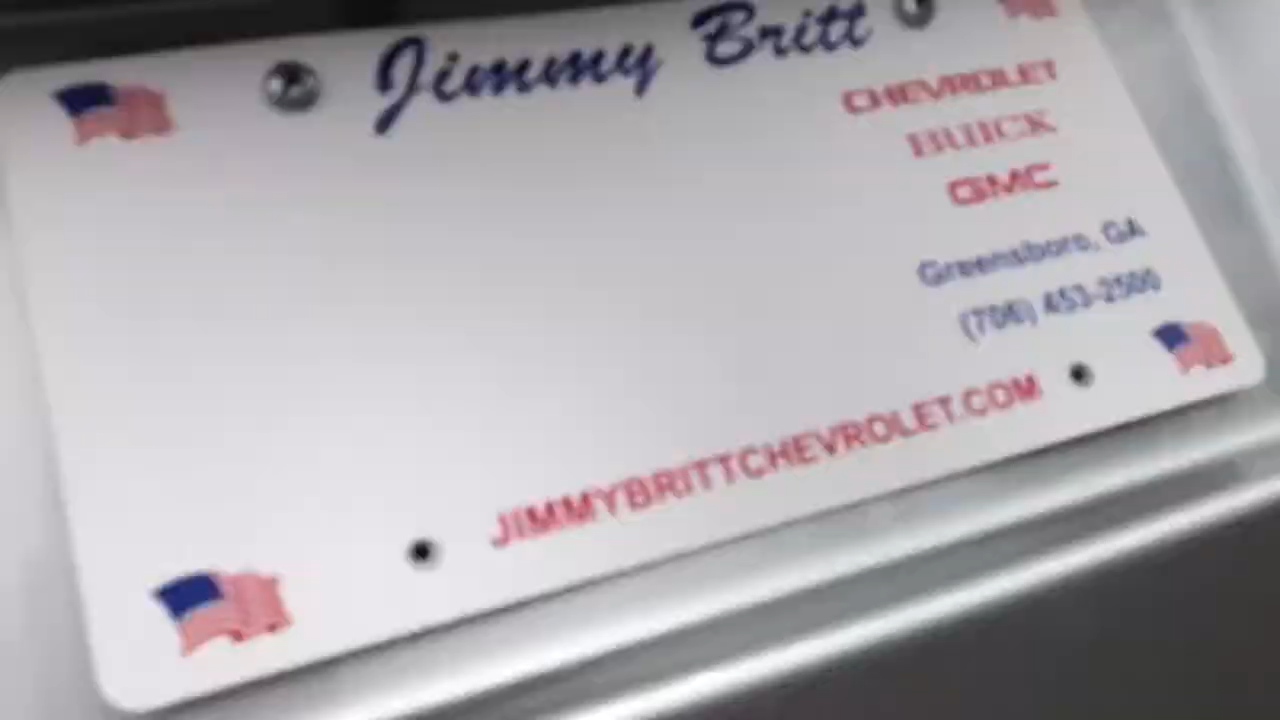 Jimmy Britt
CHEVROLET
BUICK
GMC
Greensboro, GA
(706) 453-2500
JIMMYBRITTCHEVROLET.COM